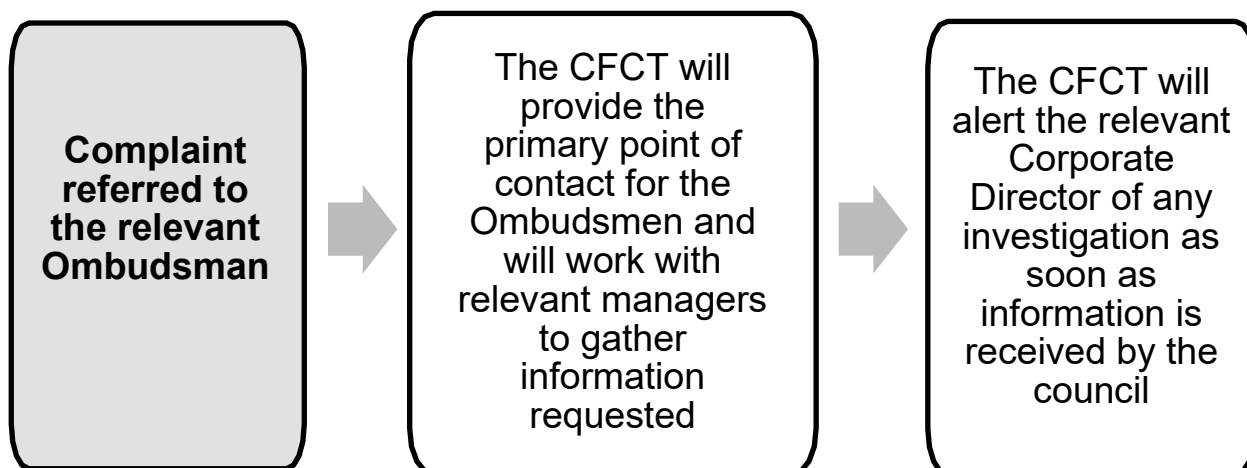 Complaint
referred to
the relevant
Ombudsman
The CFCT will
provide the
primary point of
contact for the
Ombudsmen and
will work with
relevant managers
to gather
information
requested
The CFCT will
alert the relevant
Corporate
Director of any
investigation as
soon as
information is
received by the
council